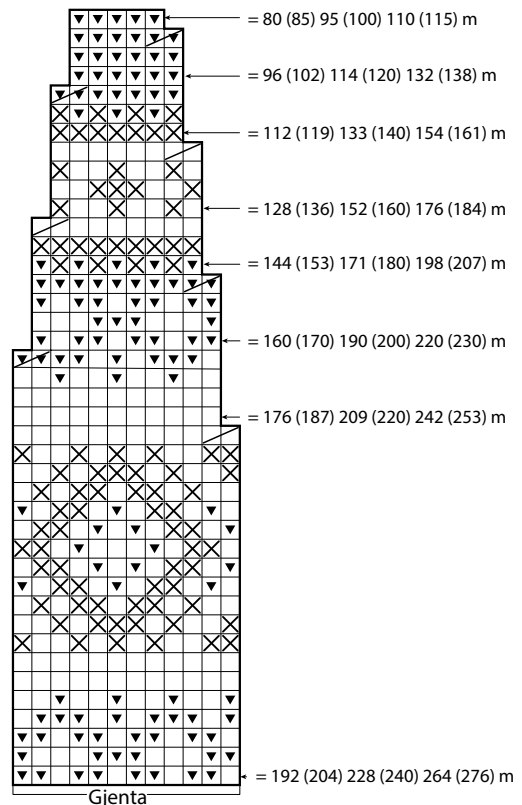 = 80 (85) 95 (100) 110 (115) m
= 96 (102) 114 (120) 132 (138) m
= 112 (119) 133 (140) 154 (161) m
= 128 (136) 152 (160) 176 (184) m
= 144 (153) 171 (180) 198 (207) m
= 160 (170) 190 (200) 220 (230) m
= 176 (187) 209 (220) 242 (253) m
= 192 (204) 228 (240) 264 (276) m
Gjenta